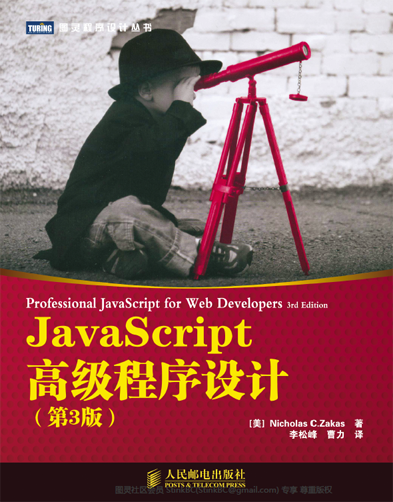 TURING 图灵程序设计丛书
Professional JavaScript for Web Developers 3rd Edition
JavaScript
高级程序设计
（第3版）
[美] Nicholas C.Zakas 著
李松峰 曹力 译
人民邮电出版社
POSTS & TELECOM PRESS